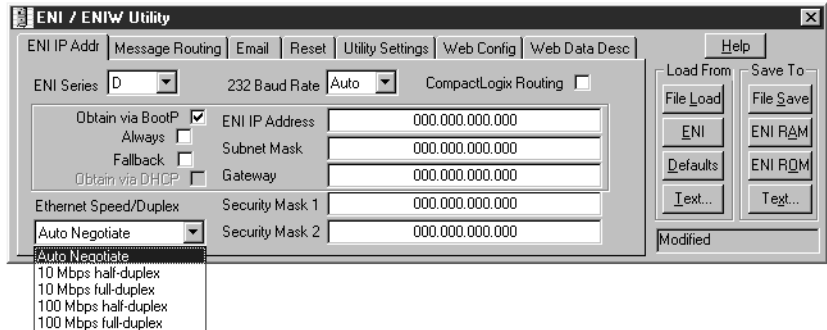 ENI / ENIW Utility
ENI IP Addr Message Routing Email Reset Utility Settings Web Config Web Data Desc
Help
ENI Series D 232 Baud Rate Auto CompactLogix Routing
Obtain via BootP
Always
Fallback
Obtain via DHCP
ENI IP Address 000.000.000.000
Subnet Mask 000.000.000.000
Gateway 000.000.000.000
Ethernet Speed/Duplex
Security Mask 1 000.000.000.000
Security Mask 2 000.000.000.000
Auto Negotiate
Auto Negotiate
10 Mbps half-duplex
10 Mbps full-duplex
100 Mbps half-duplex
100 Mbps full-duplex
Load From
File Load
ENI
Defaults
Text...
Save To
File Save
ENI RAM
ENI ROM
Text...
Modified